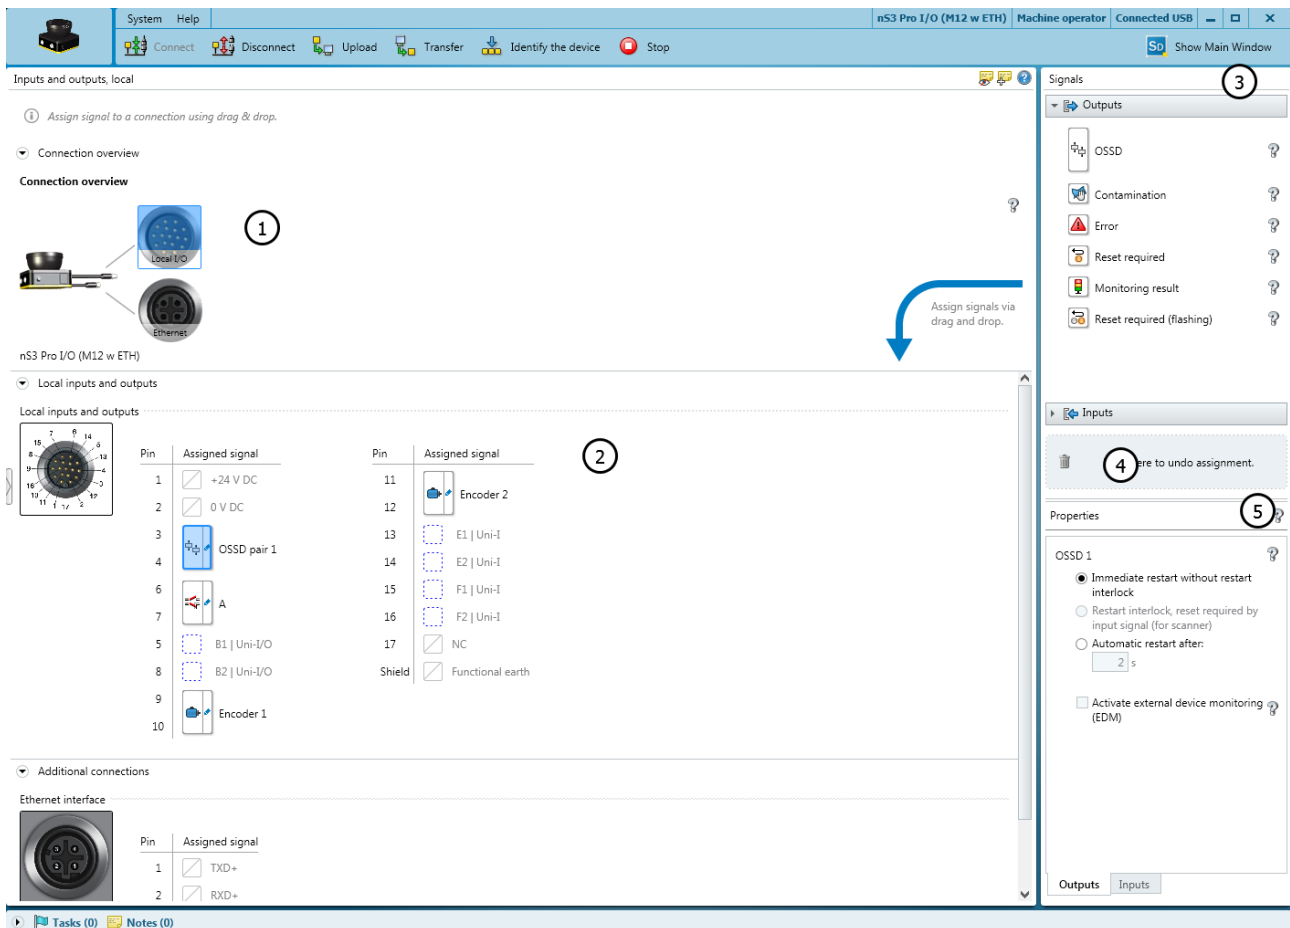 System Help
nS3 Pro I/O (M12 w ETH) Machine operator Connected USB
Connect Disconnect Upload Transfer Identify the device Stop
SD Show Main Window
Inputs and outputs, local
Assign signal to a connection using drag & drop.
Connection overview
Connection overview
1
Local I/O
Ethernet
nS3 Pro I/O (M12 w ETH)
Assign signals via
drag and drop.
Local inputs and outputs
Local inputs and outputs
Pin Assigned signal
1 +24 V DC
2 0 V DC
3
OSSD pair 1
4
6
A
7
5 B1 | Uni-I/O
8 B2 | Uni-I/O
9
Encoder 1
10
Pin Assigned signal
11
Encoder 2
12
13 E1 | Uni-I
14 E2 | Uni-I
15 F1 | Uni-I
16 F2 | Uni-I
17 NC
Shield Functional earth
2
Additional connections
Ethernet interface
Pin Assigned signal
1 TXD+
2 RXD+
Tasks (0) Notes (0)
Signals
3
Outputs
OSSD
Contamination
Error
Reset required
Monitoring result
Reset required (flashing)
Inputs
4 ere to undo assignment.
Properties
5
OSSD 1
Immediate restart without restart
interlock
Restart interlock, reset required by
input signal (for scanner)
Automatic restart after:
2 s
Activate external device monitoring
(EDM)
Outputs Inputs